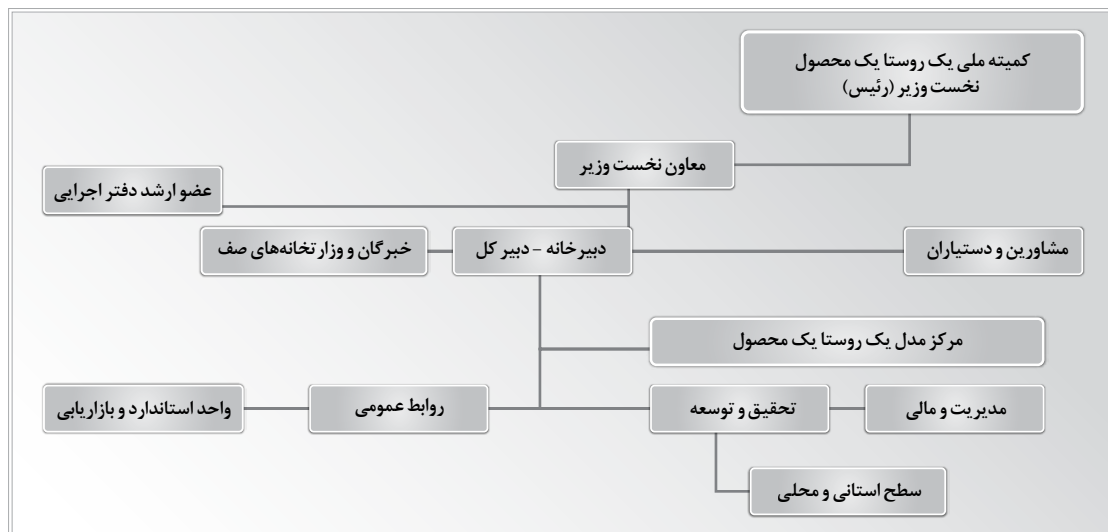 کمیته ملی یک روستا یک محصول
نخست وزیر (رئیس)
معاون نخست وزیر
عضو ارشد دفتر اجرایی
مشاورین و دستیاران
دبیرخانه – دبیر کل
خبرگان و وزارتخانه‌های صف
مرکز مدل یک روستا یک محصول
مدیریت و مالی
تحقیق و توسعه
روابط عمومی
واحد استاندارد و بازاریابی
سطح استانی و محلی